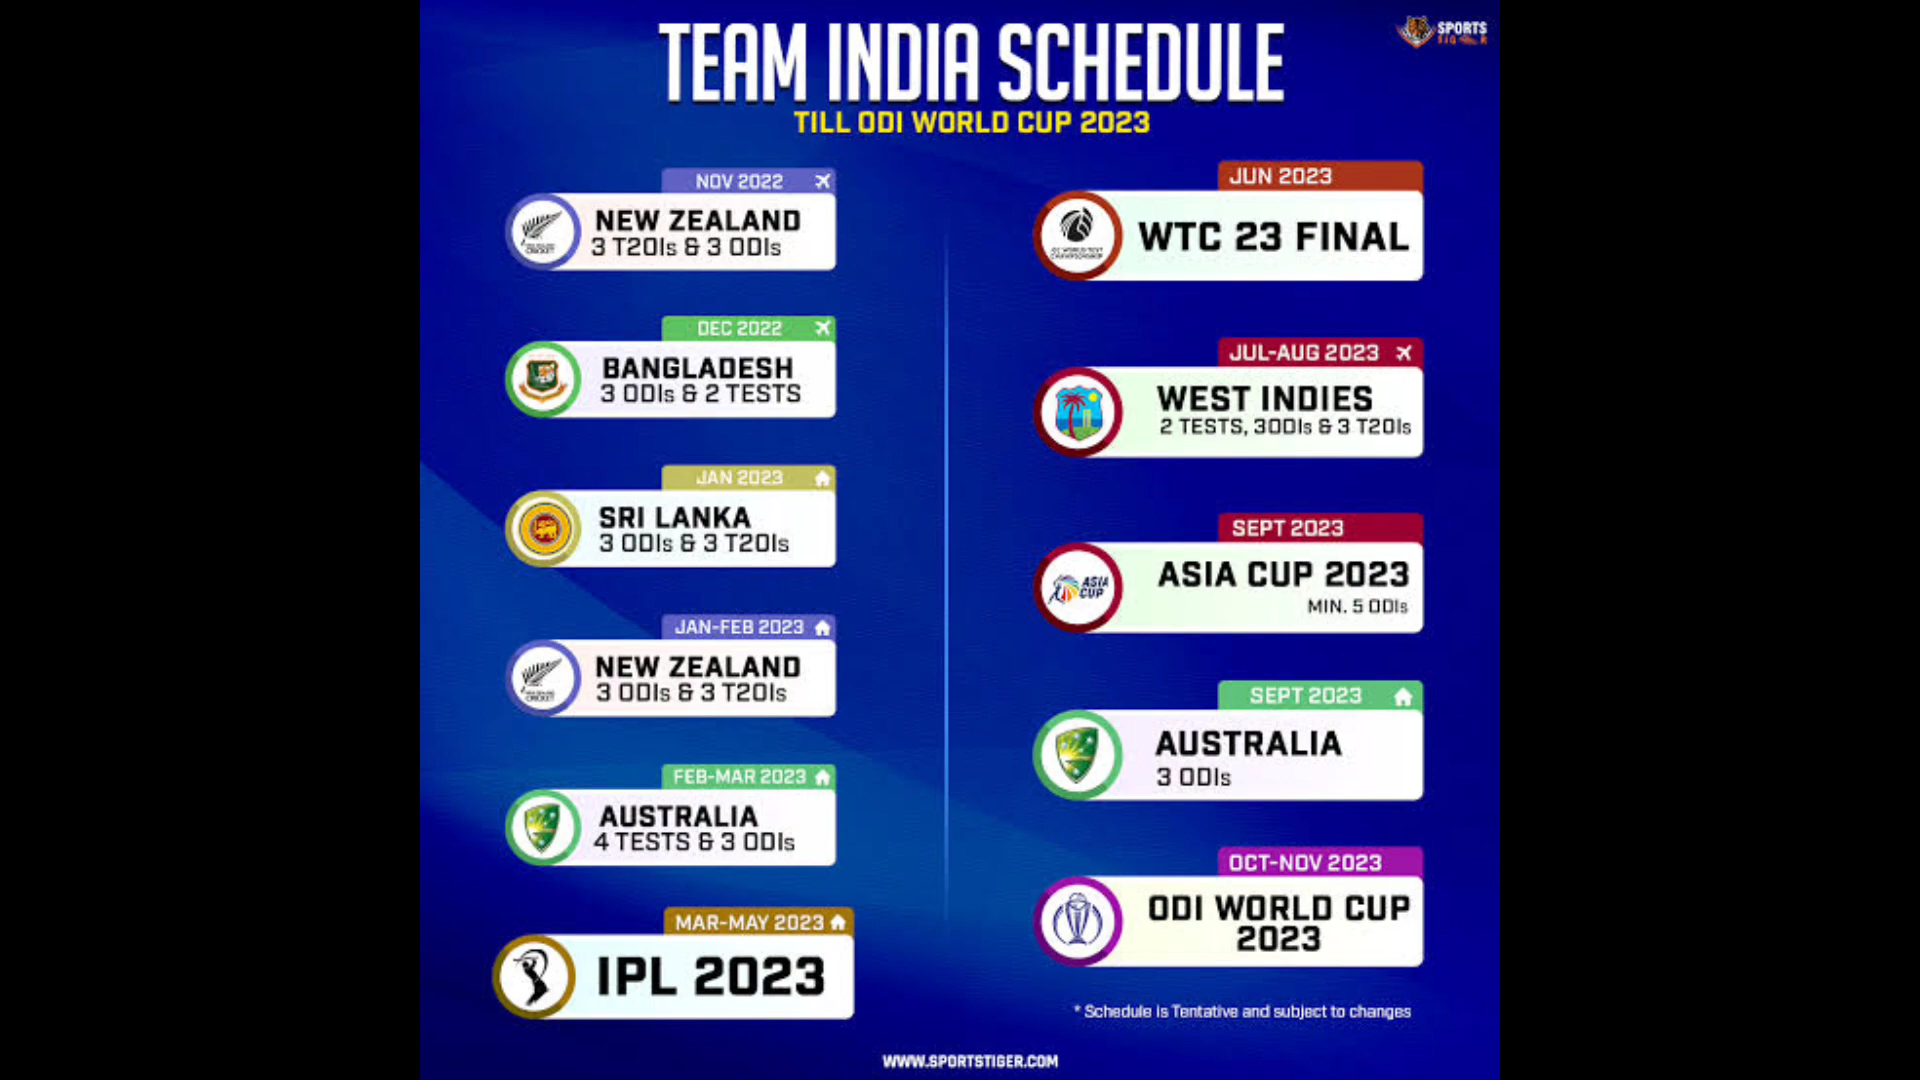 TEAM INDIA SCHEDULE
TILL ODI WORLD CUP 2023
SPORTS
NOV 2022
NEW ZEALAND
3 T20Is & 3 ODIs
DEC 2022
BANGLADESH
3 ODIs & 2 TESTS
JAN 2023
SRI LANKA
3 ODIs & 3 T20Is
JAN-FEB 2023
NEW ZEALAND
3 ODIs & 3 T20Is
FEB-MAR 2023
AUSTRALIA
4 TESTS & 3 ODIs
MAR-MAY 2023
IPL 2023
JUN 2023
WTC 23 FINAL
JUL-AUG 2023
WEST INDIES
2 TESTS, 3ODIs & 3 T20Is
SEPT 2023
ASIA CUP
ASIA CUP 2023
MIN. 5 ODIs
SEPT 2023
AUSTRALIA
3 ODIs
OCT-NOV 2023
ODI WORLD CUP
2023
* Schedule is Tentative and subject to changes
WWW.SPORTSTIGER.COM